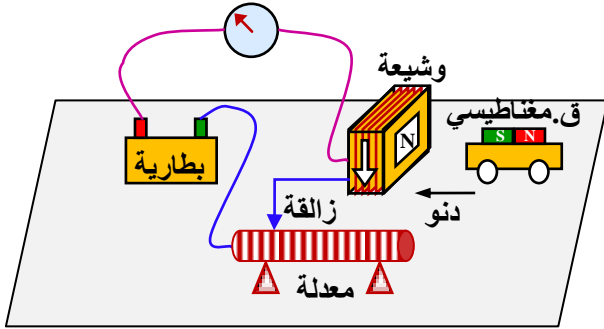 وشيعة
ق.مغناطيسي
S N
N
بطارية
دنو
زالقة
معدلة